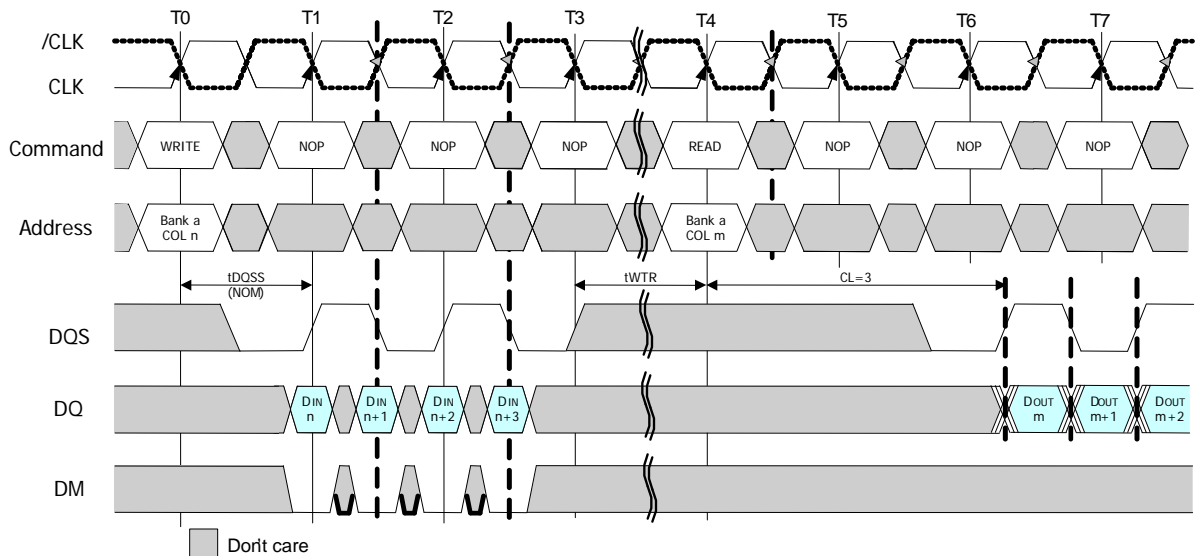 T0 T1 T2 T3 T4 T5 T6 T7
/CLK
CLK
Command WRITE NOP NOP NOP READ NOP NOP NOP
Address Bank a COL n Bank a COL m
tDQSS (NOM) tWTR CL=3
DQS
DQ DIN n DIN n+1 DIN n+2 DIN n+3 DOUT m DOUT m+1 DOUT m+2
DM
Don't care